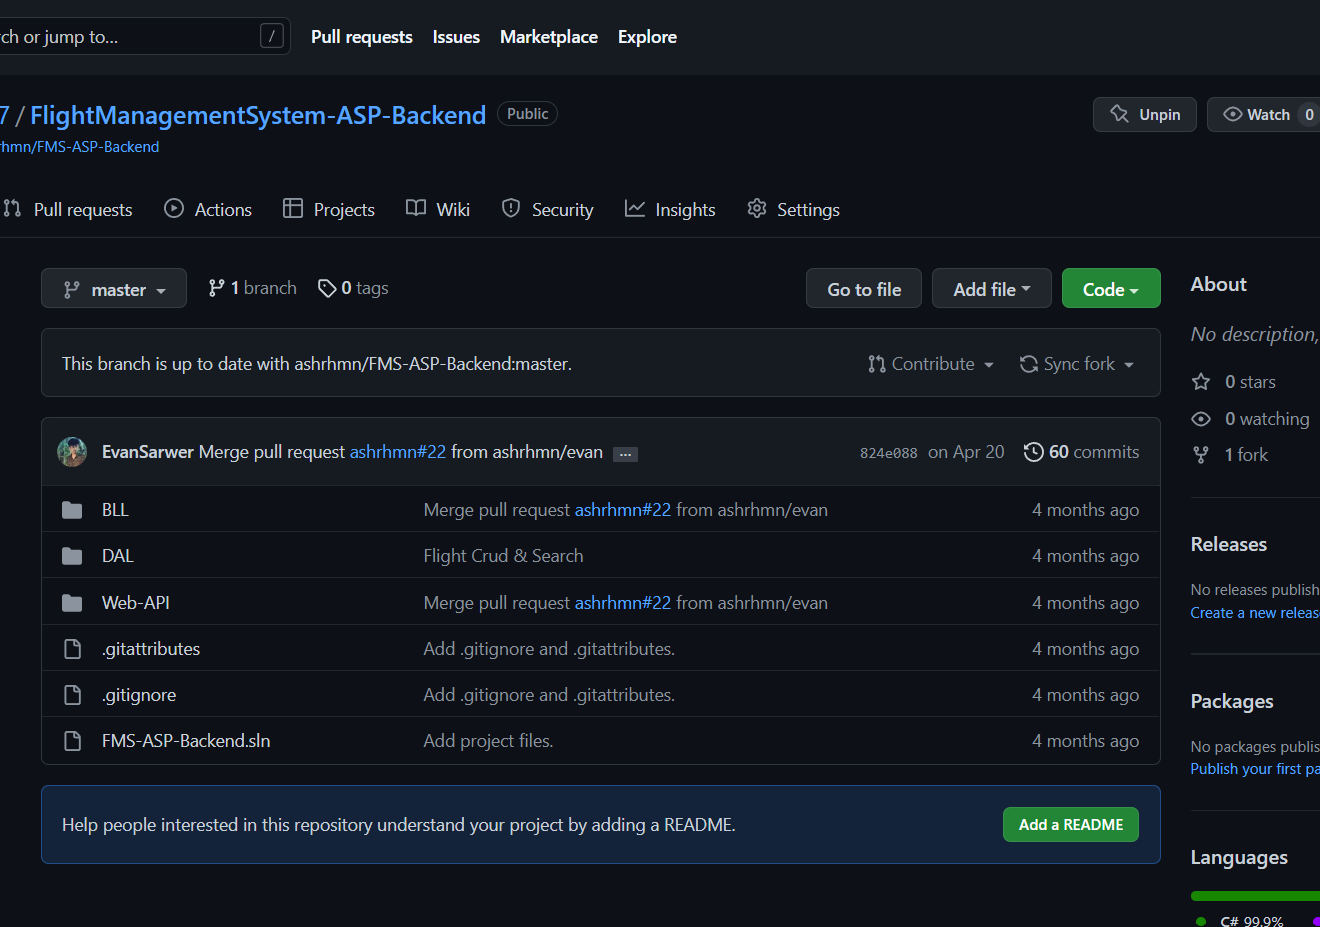 ch or jump to... /
Pull requests Issues Marketplace Explore
7 / FlightManagementSystem-ASP-Backend Public
Unpin Watch 0
rhmn/FMS-ASP-Backend
Pull requests Actions Projects Wiki Security Insights Settings
master 1 branch 0 tags
Go to file Add file Code
This branch is up to date with ashrhmn/FMS-ASP-Backend:master.
Contribute Sync fork
EvanSarwer Merge pull request ashrhmn#22 from ashrhmn/evan ...
824e088 on Apr 20 60 commits
BLL Merge pull request ashrhmn#22 from ashrhmn/evan 4 months ago
DAL Flight Crud & Search 4 months ago
Web-API Merge pull request ashrhmn#22 from ashrhmn/evan 4 months ago
.gitattributes Add .gitignore and .gitattributes. 4 months ago
.gitignore Add .gitignore and .gitattributes. 4 months ago
FMS-ASP-Backend.sln Add project files. 4 months ago
Help people interested in this repository understand your project by adding a README.
Add a README
About
No description,
0 stars
0 watching
1 fork
Releases
No releases publish
Create a new releas
Packages
No packages publis
Publish your first pa
Languages
C# 99.9%